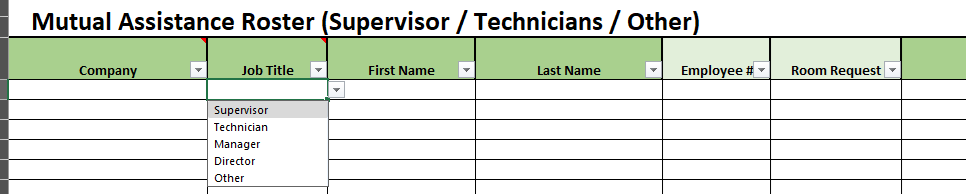 Mutual Assistance Roster (Supervisor / Technicians / Other)
Company Job Title First Name Last Name Employee # Room Request
Supervisor
Technician
Manager
Director
Other